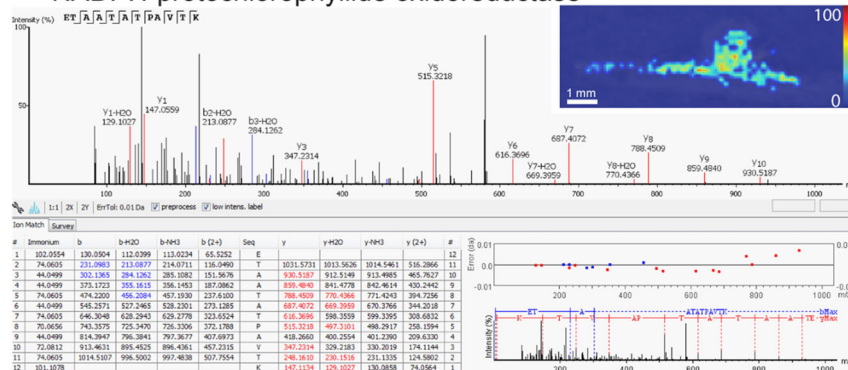 NADPH protochlorophyllide oxidoreductase
Intensity (%) E T A A T A T P A V T K
100
50
Y1-H2O 129.1027
Y1 147.0559
b2-H2O 213.0877
b3-H2O 284.1262
Y3 347.2314
Y5 515.3218
Y6 616.3696
Y7-H2O 669.3959
Y7 687.4072
Y8-H2O 770.4366
Y8 788.4509
Y9 859.4840
Y10 930.5187
100 200 300 400 500 600 700 800 900 1000
100
0
1 mm
1:1 2X 2Y ErrTol: 0.01 Da preprocess low intens. label
Ion Match Survey
# Immonium b b-H2O b-NH3 b (2+) Seq y y-H2O y-NH3 y (2+) #
1 102.0554 130.0504 112.0399 113.0234 65.5252 E 12
2 74.0605 231.0983 213.0877 214.0711 116.0490 T 1031.5731 1013.5626 1014.5461 516.2866 11
3 44.0499 302.1365 284.1262 285.1082 151.5676 A 930.5187 912.5149 913.4985 465.7627 10
4 44.0499 373.1723 355.1615 356.1453 187.0862 A 859.4840 841.4778 842.4614 430.2442 9
5 74.0605 474.2200 456.2084 457.1930 237.6100 T 788.4509 770.4366 771.4243 394.7256 8
6 44.0499 545.2571 527.2465 528.2301 273.1285 A 687.4072 669.3959 670.3766 344.2018 7
7 74.0605 646.3048 628.2943 629.2778 323.6524 T 616.3696 598.3559 599.3395 308.6832 6
8 70.0656 743.3575 725.3470 726.3306 372.1788 P 515.3218 497.3101 498.2917 258.1594 5
9 44.0499 814.3947 796.3841 797.3677 407.6973 A 418.2660 400.2554 401.2390 209.6330 4
10 72.0812 913.4631 895.4525 896.4361 457.2315 V 347.2314 329.2183 330.2019 174.1144 3
11 74.0605 1014.5107 996.5002 997.4838 507.7554 T 248.1610 230.1516 231.1335 124.5802 2
12 101.1078 K 147.1134 129.1027 130.0858 74.0564 1
Error (da)
0.01
0.0
-0.01
200 400 600 800 1000
Intensity (%)
ET A ATATPAVTK bMax
K T V AP T A T A A TE yMax
200 400 600 800 1000